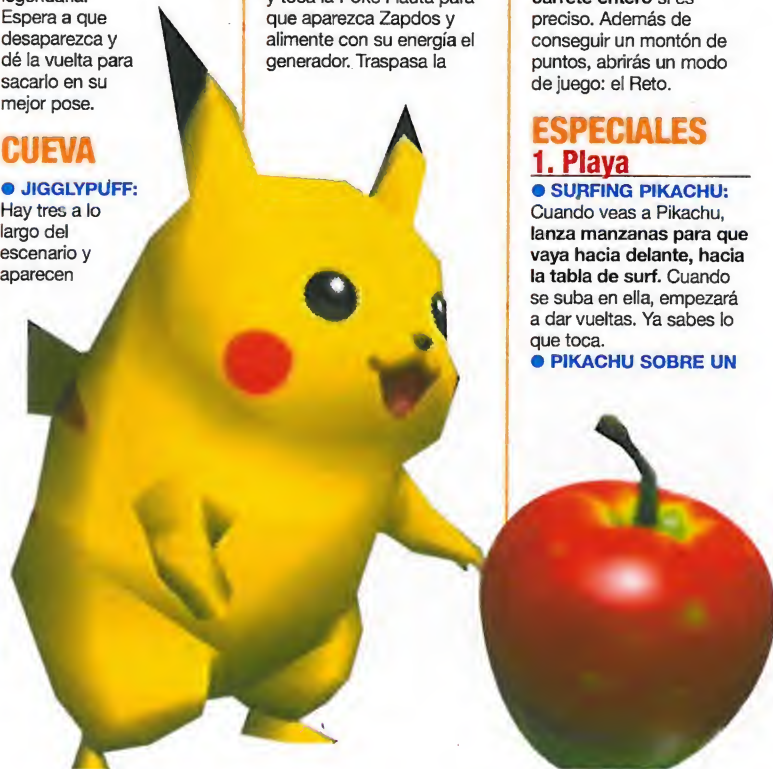 Espera a que
desaparezca y
dé la vuelta para
sacarlo en su
mejor pose.
CUEVA
● JIGGLYPUFF:
Hay tres a lo
largo del
escenario y
aparecen
que aparezca Zapdos y
alimente con su energía el
generador. Traspasa la
carrete entero si es
preciso. Además de
conseguir un montón de
puntos, abrirás un modo
de juego: el Reto.
ESPECIALES
1. Playa
● SURFING PIKACHU:
Cuando veas a Pikachu,
lanza manzanas para que
vaya hacia delante, hacia
la tabla de surf. Cuando
se suba en ella, empezará
a dar vueltas. Ya sabes lo
que toca.
● PIKACHU SOBRE UN